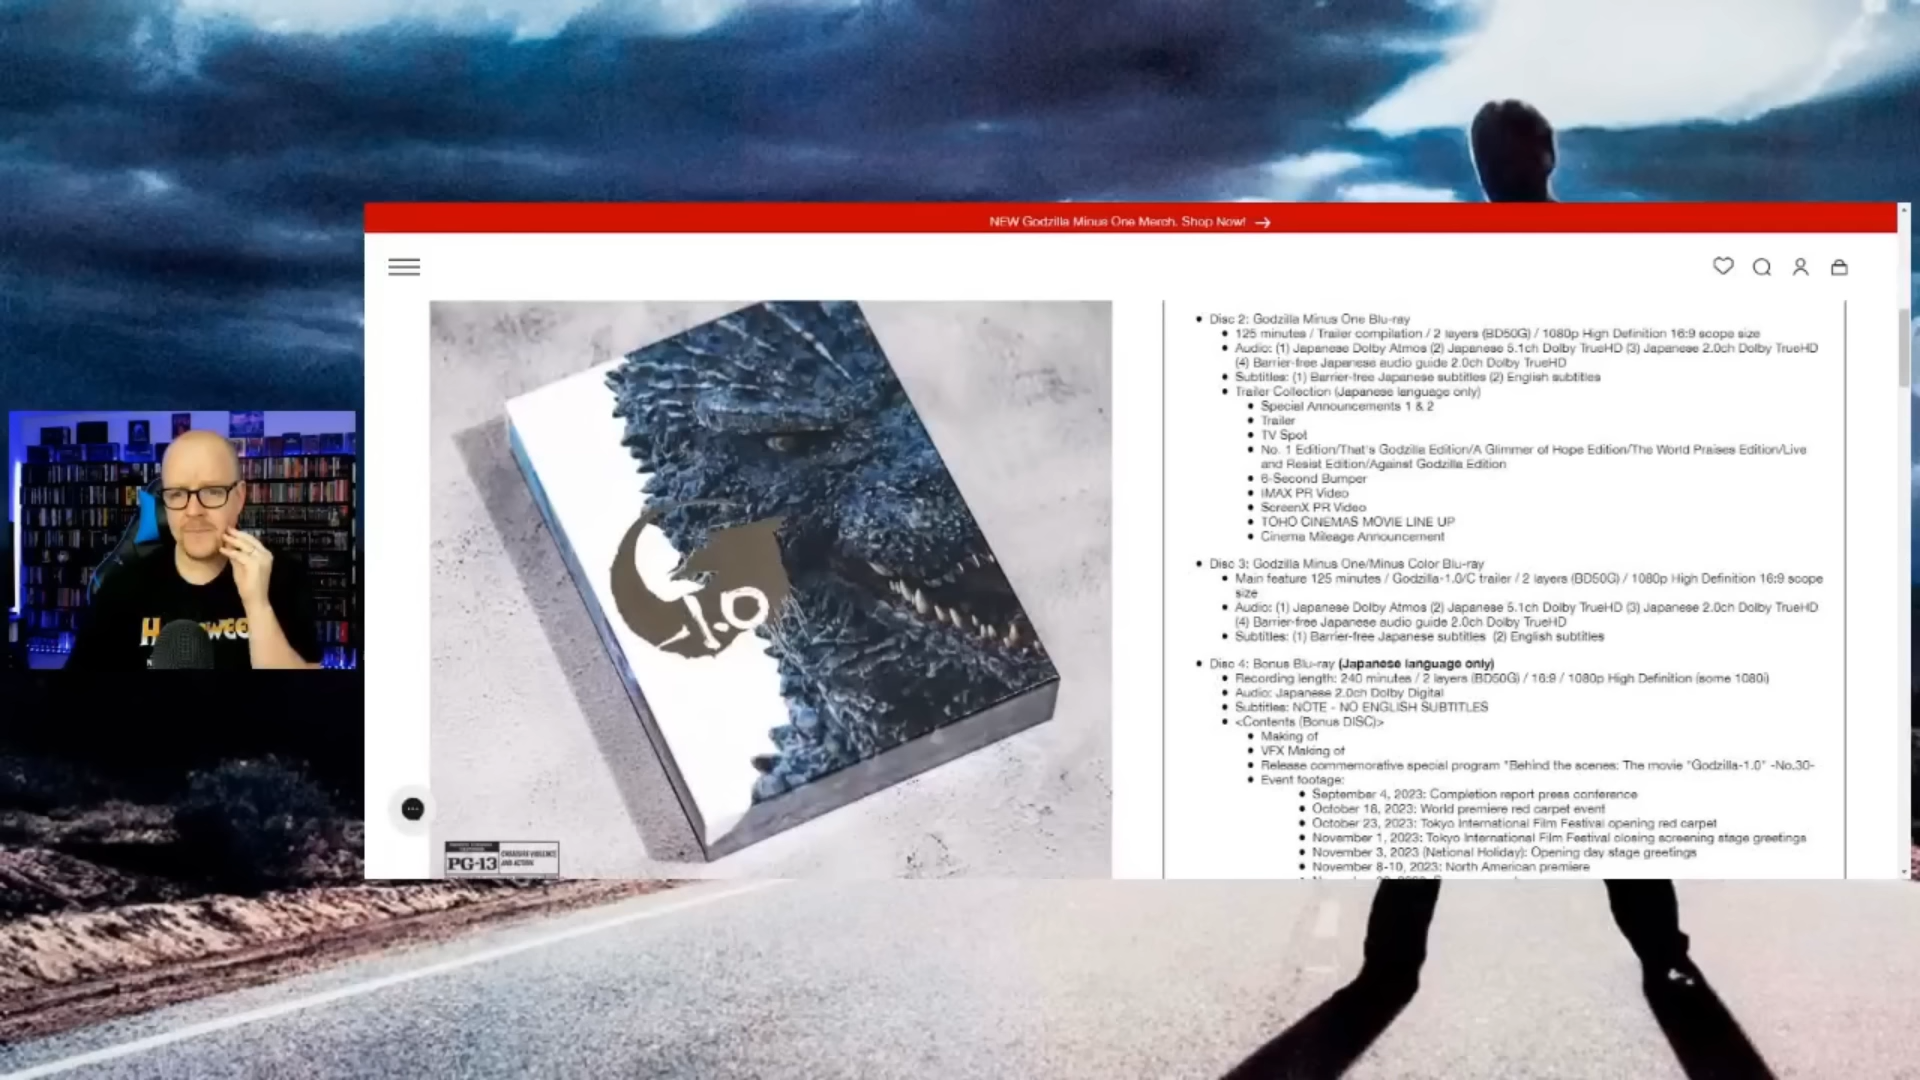 NEW Godzilla Minus One Merch. Shop Now!
Disc 2: Godzilla Minus One Blu-ray
125 minutes / Trailer compilation / 2 layers (BD50G) / 1080p High Definition 16:9 scope size
Audio: (1) Japanese Dolby Atmos (2) Japanese 5.1ch Dolby TrueHD (3) Japanese 2.0ch Dolby TrueHD
(4) Barrier-free Japanese audio guide 2.0ch Dolby TrueHD
Subtitles: (1) Barrier-free Japanese subtitles (2) English subtitles
Trailer Collection (Japanese language only)
Special Announcements 1 & 2
Trailer
TV Spot
No. 1 Edition/That's Godzilla Edition/A Glimmer of Hope Edition/The World Praises Edition/Live
and Resist Edition/Against Godzilla Edition
6-Second Bumper
IMAX PR Video
ScreenX PR Video
TOHO CINEMAS MOVIE LINE UP
Cinema Mileage Announcement
Disc 3: Godzilla Minus One/Minus Color Blu-ray
Main feature 125 minutes / Godzilla-1.0/C trailer / 2 layers (BD50G) / 1080p High Definition 16:9 scope
size
Audio: (1) Japanese Dolby Atmos (2) Japanese 5.1ch Dolby TrueHD (3) Japanese 2.0ch Dolby TrueHD
(4) Barrier-free Japanese audio guide 2.0ch Dolby TrueHD
Subtitles: (1) Barrier-free Japanese subtitles (2) English subtitles
Disc 4: Bonus Blu-ray (Japanese language only)
Recording length: 240 minutes / 2 layers (BD50G) / 16:9 / 1080p High Definition (some 1080i)
Audio: Japanese 2.0ch Dolby Digital
Subtitles: NOTE - NO ENGLISH SUBTITLES
<Contents (Bonus DISC)>
Making of
VFX Making of
Release commemorative special program "Behind the scenes: The movie "Godzilla-1.0" -No.30-
Event footage:
September 4, 2023: Completion report press conference
October 18, 2023: World premiere red carpet event
October 23, 2023: Tokyo International Film Festival opening red carpet
November 1, 2023: Tokyo International Film Festival closing screening stage greetings
November 3, 2023 (National Holiday): Opening day stage greetings
November 8-10, 2023: North American premiere
-1.0
PG-13
AND ACTION